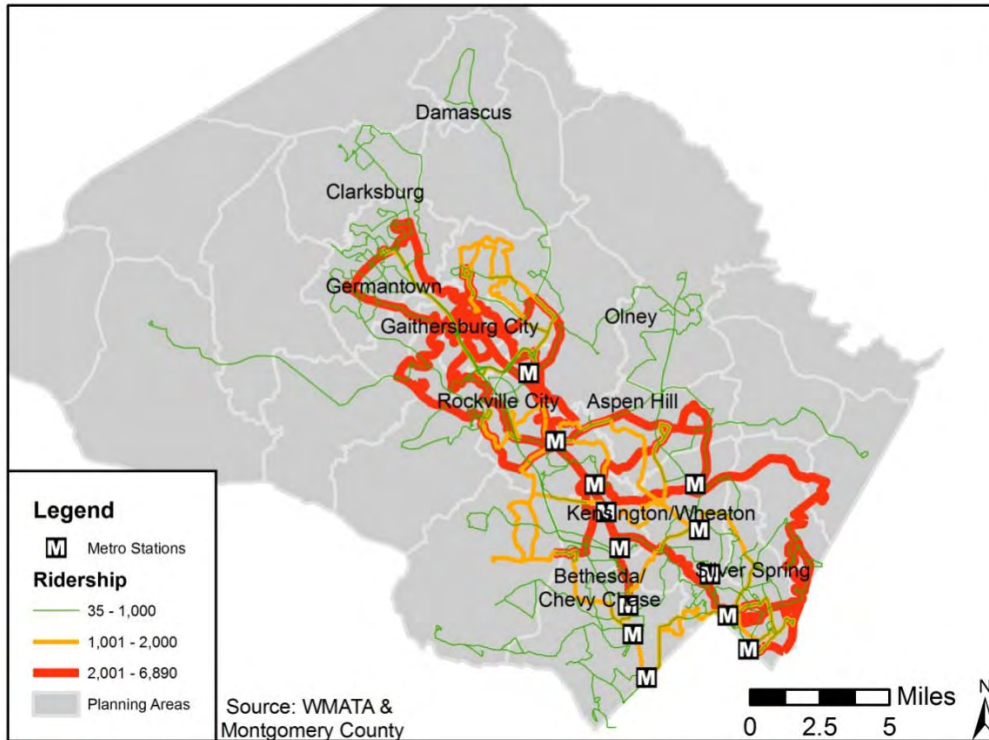 Damascus
Clarksburg
Germantown
Gaithersburg City
Olney
Rockville City
Aspen Hill
Kensington/Wheaton
Bethesda/
Chevy Chase
Silver Spring
M
M
M
M
M
M
M
M
M
M
M
M
Legend
M Metro Stations
Ridership
35 - 1,000
1,001 - 2,000
2,001 - 6,890
Planning Areas
Source: WMATA &
Montgomery County
Miles
0 2.5 5
N